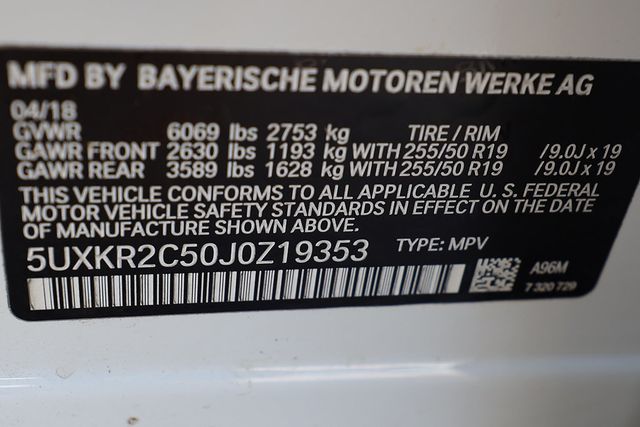 MFD BY BAYERISCHE MOTOREN WERKE AG
04/18
GVWR 6069 lbs 2753 kg TIRE / RIM
GAWR FRONT 2630 lbs 1193 kg WITH 255/50 R19 /9.0J x 19
GAWR REAR 3589 lbs 1628 kg WITH 255/50 R19 /9.0J x 19
THIS VEHICLE CONFORMS TO ALL APPLICABLE U.S. FEDERAL
MOTOR VEHICLE SAFETY STANDARDS IN EFFECT ON THE DATE
OF MANUFACTURE SHOWN ABOVE.
5UXKR2C50J0Z19353 TYPE: MPV
A96M
7 320 729